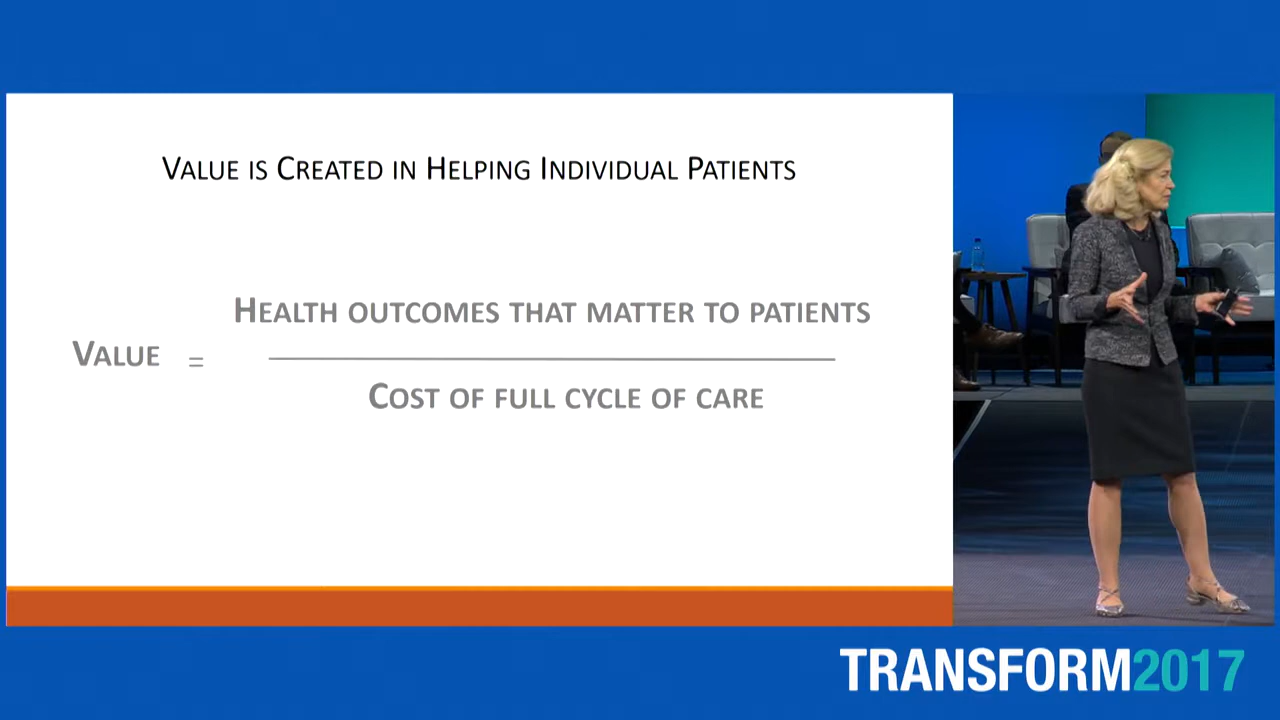 VALUE IS CREATED IN HELPING INDIVIDUAL PATIENTS
HEALTH OUTCOMES THAT MATTER TO PATIENTS
VALUE =
COST OF FULL CYCLE OF CARE
TRANSFORM2017